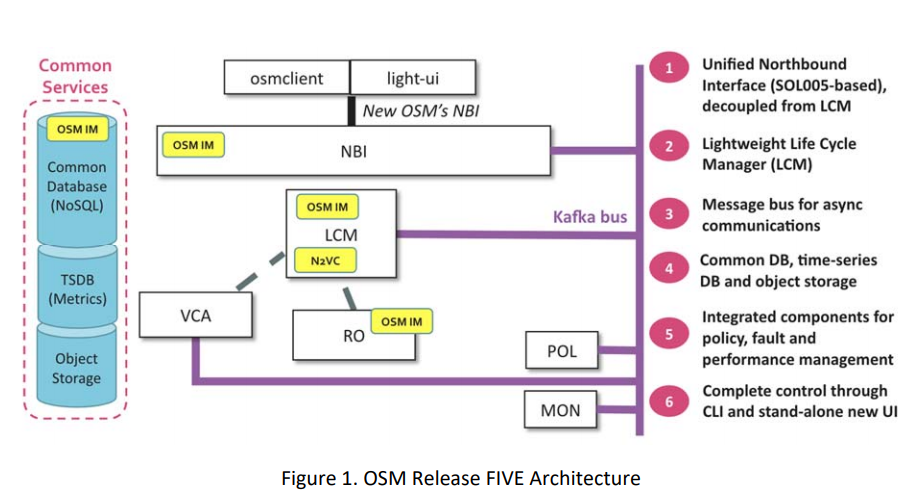 Common
Services
OSM IM
Common
Database
(NoSQL)
TSDB
(Metrics)
Object
Storage
osmclient
light-ui
New OSM's NBI
OSM IM
NBI
OSM IM
LCM
N2VC
Kafka bus
VCA
RO
OSM IM
POL
MON
1
Unified Northbound
Interface (SOL005-based),
decoupled from LCM
2
Lightweight Life Cycle
Manager (LCM)
3
Message bus for async
communications
4
Common DB, time-series
DB and object storage
5
Integrated components for
policy, fault and
performance management
6
Complete control through
CLI and stand-alone new UI
Figure 1. OSM Release FIVE Architecture